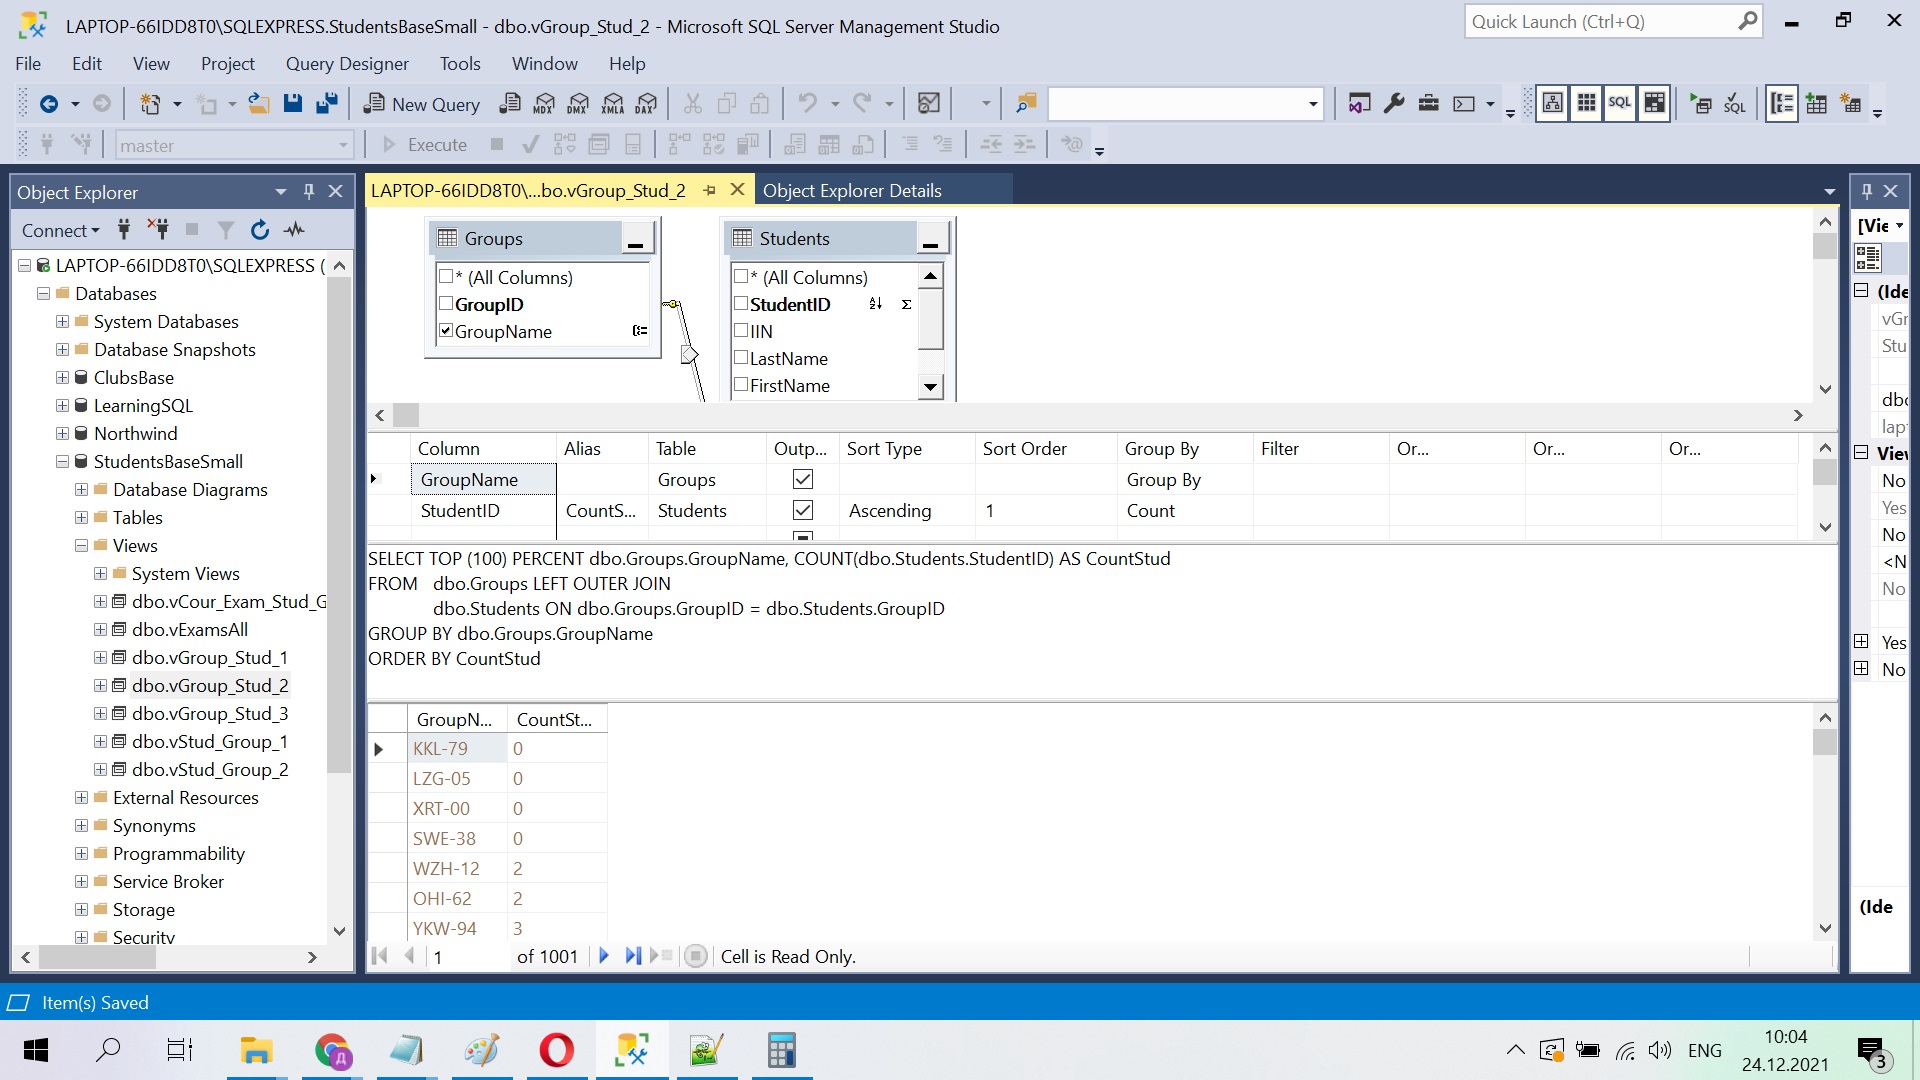 LAPTOP-66IDD8T0\SQLEXPRESS.StudentsBaseSmall - dbo.vGroup_Stud_2 - Microsoft SQL Server Management Studio
Quick Launch (Ctrl+Q)
File Edit View Project Query Designer Tools Window Help
New Query MDX DMX XMLA DAX SQL SQL
master Execute
Object Explorer
Connect
LAPTOP-66IDD8T0\SQLEXPRESS (
Databases
System Databases
Database Snapshots
ClubsBase
LearningSQL
Northwind
StudentsBaseSmall
Database Diagrams
Tables
Views
System Views
dbo.vCour_Exam_Stud_G
dbo.vExamsAll
dbo.vGroup_Stud_1
dbo.vGroup_Stud_2
dbo.vGroup_Stud_3
dbo.vStud_Group_1
dbo.vStud_Group_2
External Resources
Synonyms
Programmability
Service Broker
Storage
Security
LAPTOP-66IDD8T0\...bo.vGroup_Stud_2 Object Explorer Details
Groups
* (All Columns)
GroupID
GroupName
Students
* (All Columns)
StudentID
IIN
LastName
FirstName
Column Alias Table Outp... Sort Type Sort Order Group By Filter Or... Or... Or...
GroupName Groups Group By
StudentID CountS... Students Ascending 1 Count
SELECT TOP (100) PERCENT dbo.Groups.GroupName, COUNT(dbo.Students.StudentID) AS CountStud
FROM dbo.Groups LEFT OUTER JOIN
dbo.Students ON dbo.Groups.GroupID = dbo.Students.GroupID
GROUP BY dbo.Groups.GroupName
ORDER BY CountStud
GroupN... CountSt...
KKL-79 0
LZG-05 0
XRT-00 0
SWE-38 0
WZH-12 2
OHI-62 2
YKW-94 3
1 of 1001 Cell is Read Only.
[Vie
(Ide
vGr
Stu
dbo
lap
View
No
Yes
No
<N
No
Yes
No
(Ide
Item(s) Saved
Д
ENG
10:04
24.12.2021
3